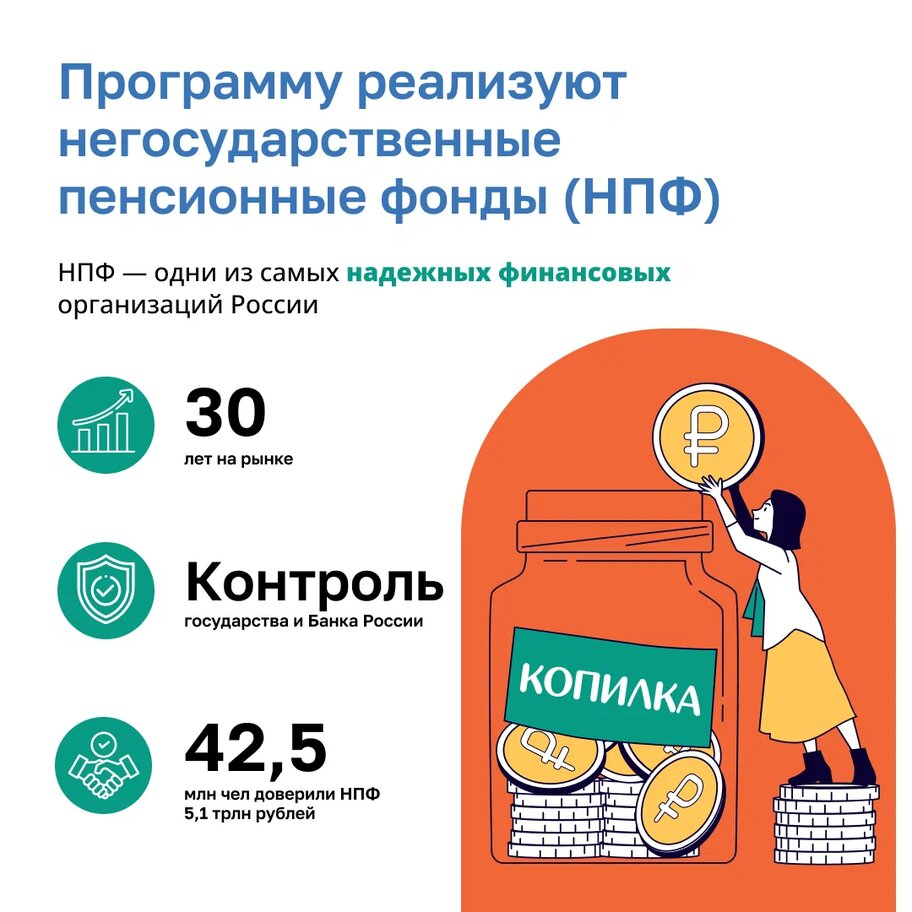 Программу реализуют
негосударственные
пенсионные фонды (НПФ)
НПФ — одни из самых надежных финансовых
организаций России
30
лет на рынке
Контроль
государства и Банка России
42,5
млн чел доверили НПФ
5,1 трлн рублей
КОПИЛКА